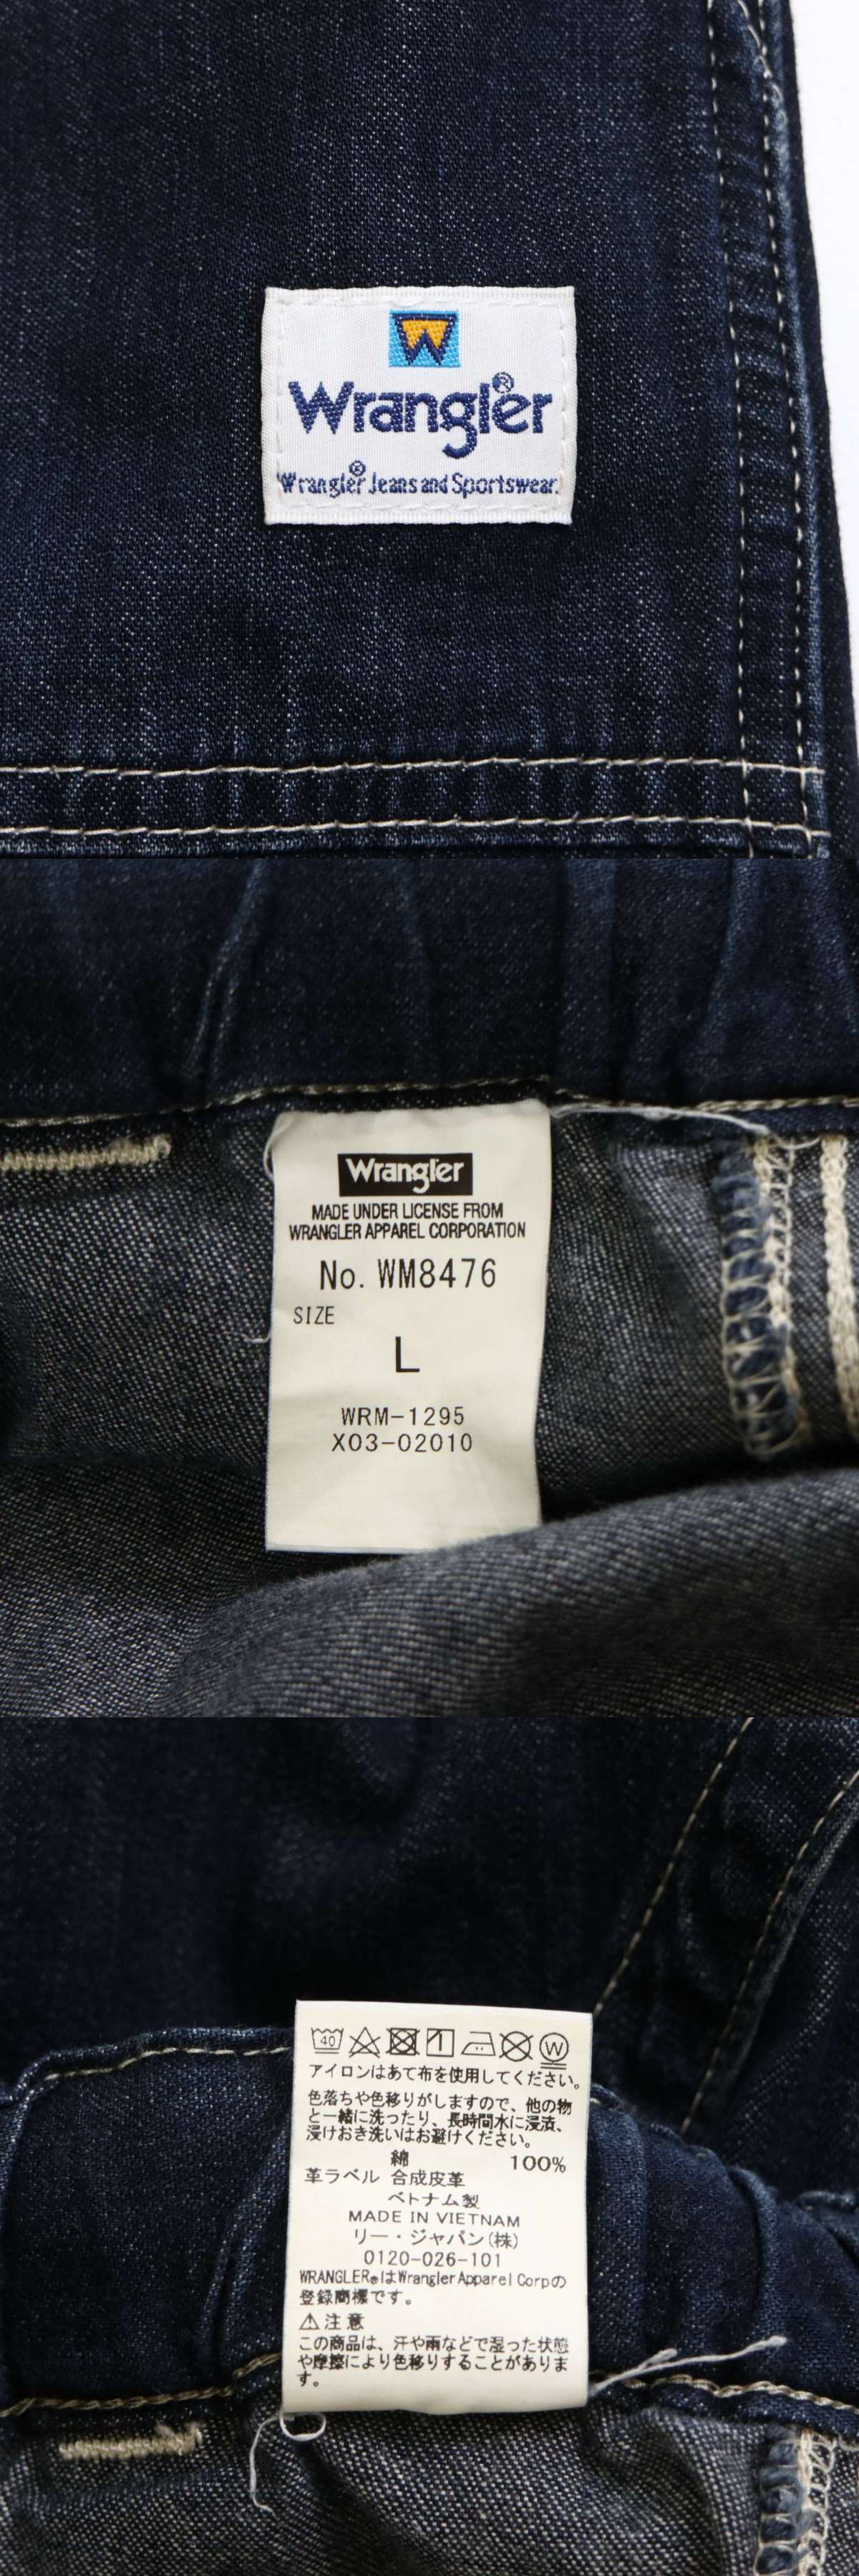 W
Wrangler®
Wrangler® Jeans and Sportswear.
Wrangler
MADE UNDER LICENSE FROM
WRANGLER APPAREL CORPORATION
No. WM8476
SIZE
L
WRM-1295
X03-02010
40 W
アイロンはあて布を使用してください。
色落ちや色移りがしますので、他の物
と一緒に洗ったり、長時間水に浸漬、
浸けおき洗いはお避けください。
綿 100%
革ラベル 合成皮革
ベトナム製
MADE IN VIETNAM
リー・ジャパン(株)
0120-026-101
WRANGLER®はWrangler Apparel Corpの
登録商標です。
⚠注意
この商品は、汗や雨などで湿った状態
や摩擦により色移りすることがありま
す。